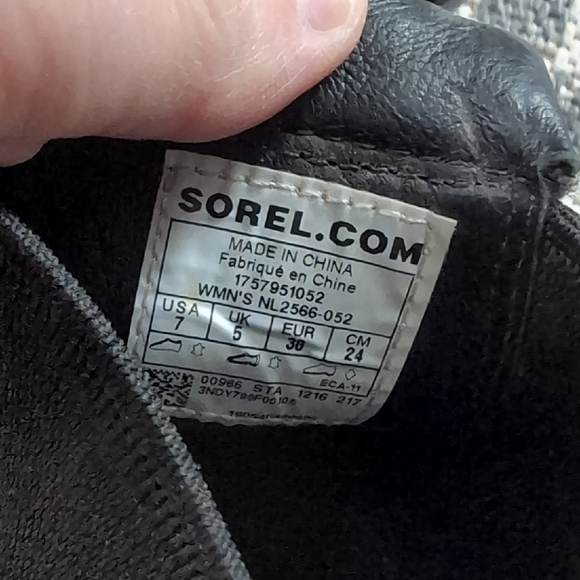 SOREL.COM
MADE IN CHINA
Fabriqué en Chine
1757951052
WMN'S NL2566-052
USA UK EUR CM
7 5 38 24
ECA-11
00966 STA 1216 217